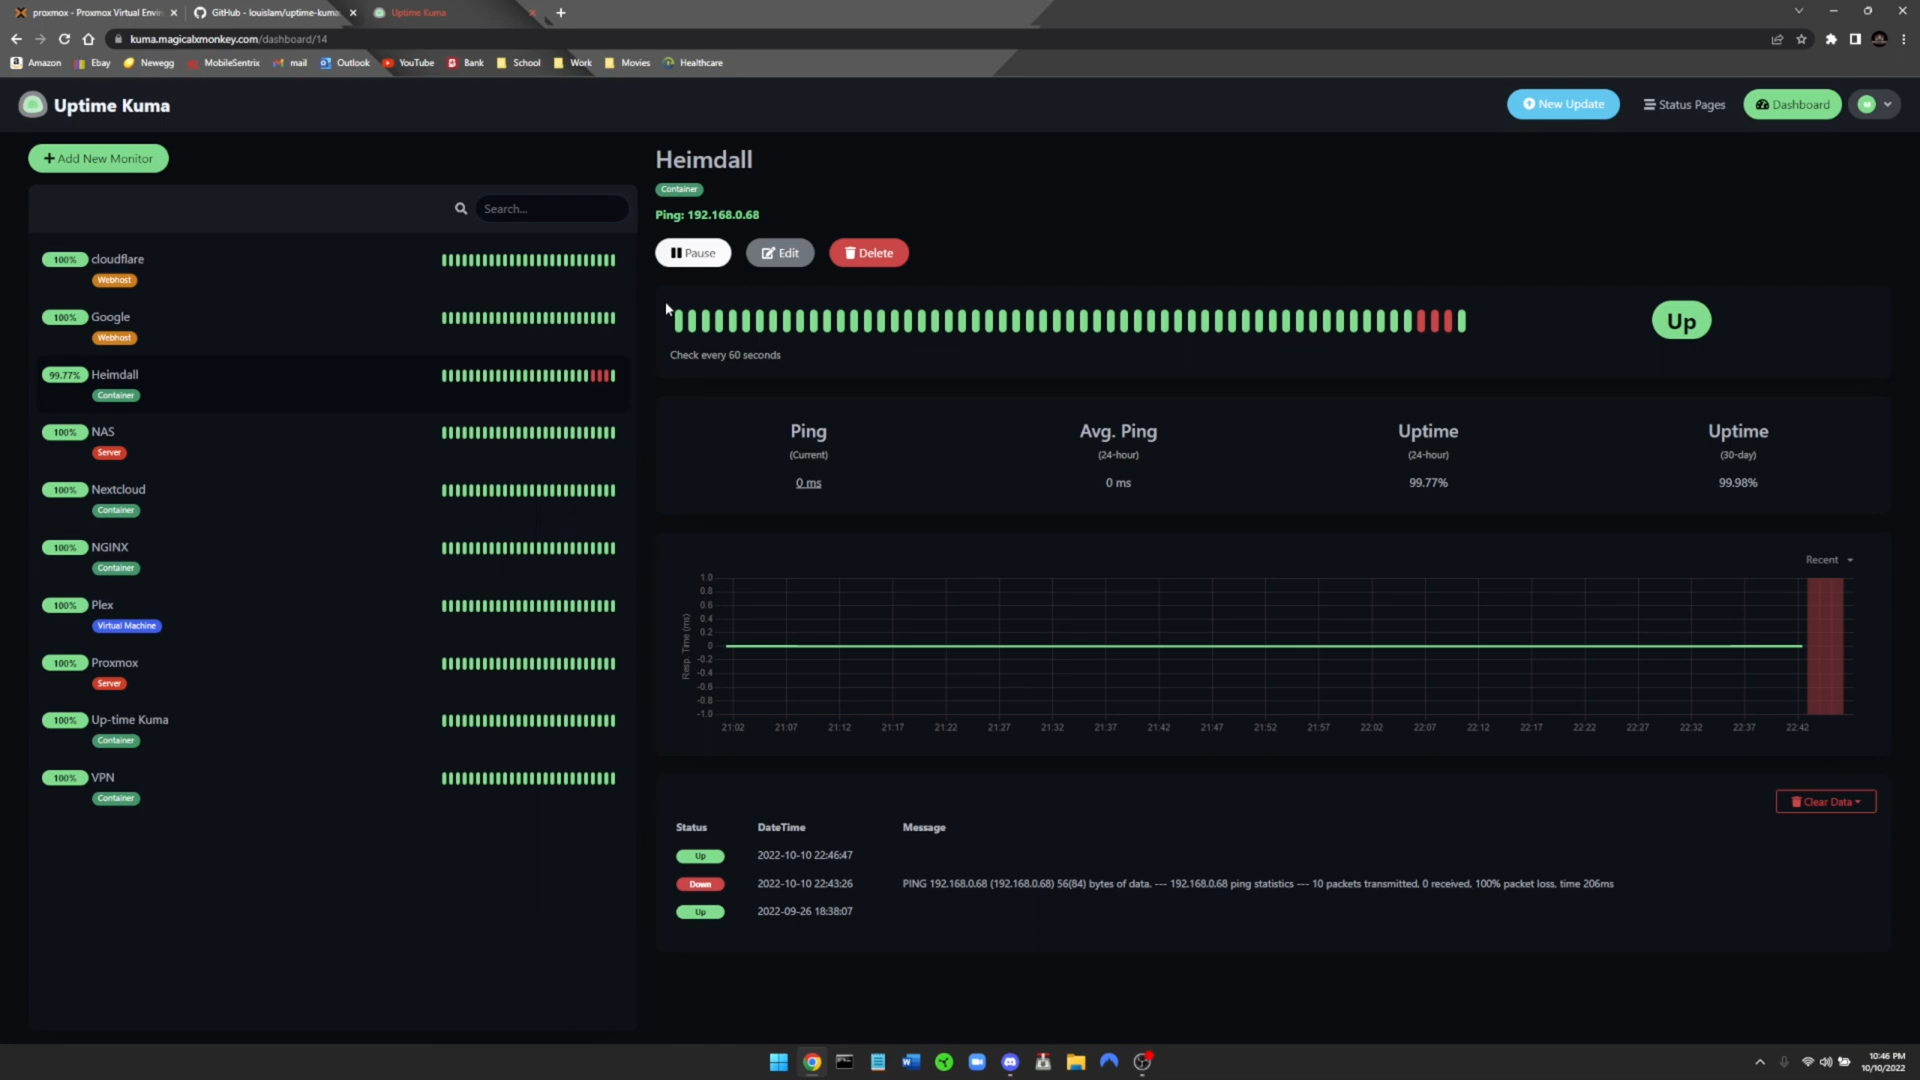 proxmox - Proxmox Virtual Envir
GitHub - louislam/uptime-kuma
Uptime Kuma
kuma.magicalxmonkey.com/dashboard/14
Amazon
Ebay
Newegg
MobileSentrix
mail
Outlook
YouTube
Bank
School
Work
Movies
Healthcare
Uptime Kuma
New Update
Status Pages
Dashboard
M
+ Add New Monitor
Search...
100% cloudflare
Webhost
100% Google
Webhost
99.77% Heimdall
Container
100% NAS
Server
100% Nextcloud
Container
100% NGINX
Container
100% Plex
Virtual Machine
100% Proxmox
Server
100% Up-time Kuma
Container
100% VPN
Container
Heimdall
Container
Ping: 192.168.0.68
Pause
Edit
Delete
Up
Check every 60 seconds
Ping
(Current)
0 ms
Avg. Ping
(24-hour)
0 ms
Uptime
(24-hour)
99.77%
Uptime
(30-day)
99.98%
Recent
Resp. Time (ms)
1.0
0.8
0.6
0.4
0.2
0
-0.2
-0.4
-0.6
-0.8
-1.0
21:02 21:07 21:12 21:17 21:22 21:27 21:32 21:37 21:42 21:47 21:52 21:57 22:02 22:07 22:12 22:17 22:22 22:27 22:32 22:37 22:42
Clear Data
Status DateTime Message
Up 2022-10-10 22:46:47
Down 2022-10-10 22:43:26 PING 192.168.0.68 (192.168.0.68) 56(84) bytes of data. --- 192.168.0.68 ping statistics --- 10 packets transmitted, 0 received, 100% packet loss, time 206ms
Up 2022-09-26 18:38:07
10:46 PM
10/10/2022